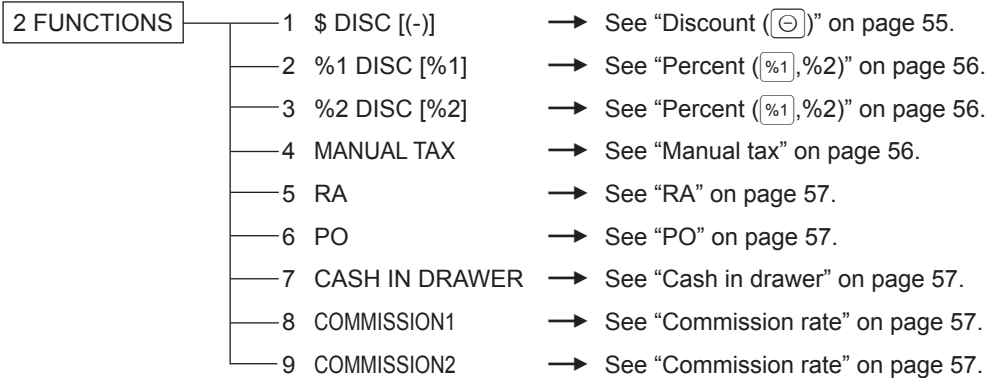 2 FUNCTIONS 1 $ DISC [(-)] → See “Discount (⊖)” on page 55.
2 %1 DISC [%1] → See “Percent (%1,%2)” on page 56.
3 %2 DISC [%2] → See “Percent (%1,%2)” on page 56.
4 MANUAL TAX → See “Manual tax” on page 56.
5 RA → See “RA” on page 57.
6 PO → See “PO” on page 57.
7 CASH IN DRAWER → See “Cash in drawer” on page 57.
8 COMMISSION1 → See “Commission rate” on page 57.
9 COMMISSION2 → See “Commission rate” on page 57.